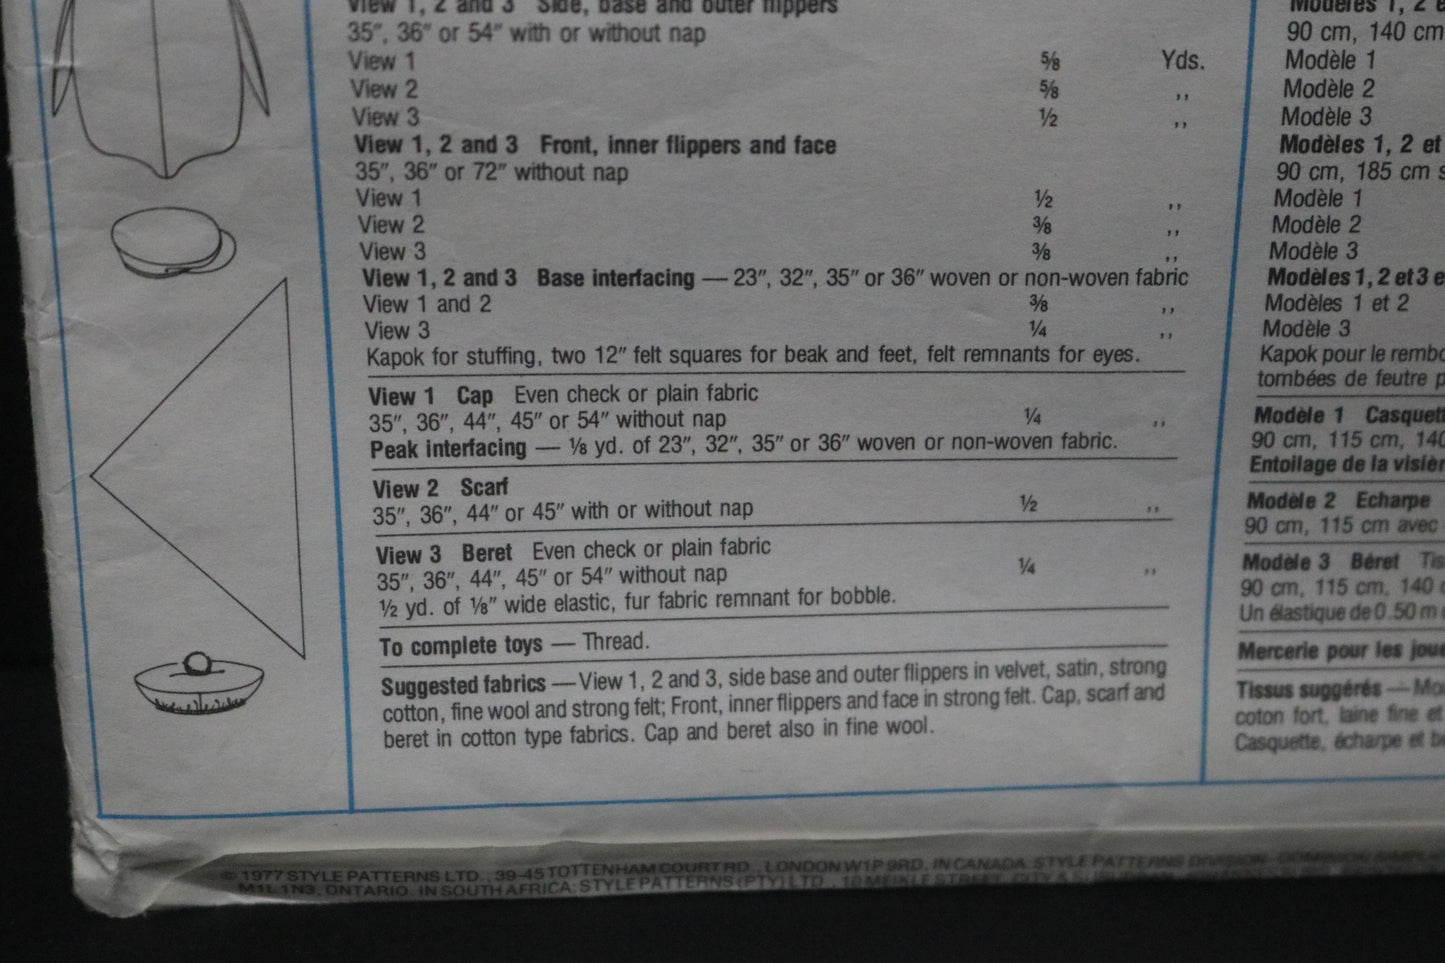 View 1, 2 and 3 Side, base and outer flippers
35″, 36″ or 54″ with or without nap
View 1 ⅝ Yds.
View 2 ⅝ ,,
View 3 ½ ,,
View 1, 2 and 3 Front, inner flippers and face
35″, 36″ or 72″ without nap
View 1 ½ ,,
View 2 ⅜ ,,
View 3 ⅜ ,,
View 1, 2 and 3 Base interfacing — 23″, 32″, 35″ or 36″ woven or non-woven fabric
View 1 and 2 ⅜ ,,
View 3 ¼ ,,
Kapok for stuffing, two 12″ felt squares for beak and feet, felt remnants for eyes.
View 1 Cap Even check or plain fabric
35″, 36″, 44″, 45″ or 54″ without nap ¼ ,,
Peak interfacing — ⅛ yd. of 23″, 32″, 35″ or 36″ woven or non-woven fabric.
View 2 Scarf
35″, 36″, 44″ or 45″ with or without nap ½ ,,
View 3 Beret Even check or plain fabric
35″, 36″, 44″, 45″ or 54″ without nap ¼ ,,
½ yd. of ⅛″ wide elastic, fur fabric remnant for bobble.
To complete toys — Thread.
Suggested fabrics — View 1, 2 and 3, side base and outer flippers in velvet, satin, strong
cotton, fine wool and strong felt; Front, inner flippers and face in strong felt. Cap, scarf and
beret in cotton type fabrics. Cap and beret also in fine wool.
Modèles 1, 2 e
90 cm, 140 cm
Modèle 1
Modèle 2
Modèle 3
Modèles 1, 2 et
90 cm, 185 cm s
Modèle 1
Modèle 2
Modèle 3
Modèles 1, 2 et 3 e
Modèles 1 et 2
Modèle 3
Kapok pour le rembo
tombées de feutre p
Modèle 1 Casquett
90 cm, 115 cm, 140
Entoilage de la visièr
Modèle 2 Echarpe
90 cm, 115 cm avec
Modèle 3 Béret Tis
90 cm, 115 cm, 140 c
Un élastique de 0.50 m
Mercerie pour les joue
Tissus suggérés — Mo
coton fort, laine fine et
Casquette, écharpe et b
© 1977 STYLE PATTERNS LTD., 39-45 TOTTENHAM COURT RD., LONDON W1P 9RD. IN CANADA STYLE PATTERNS DIVISION
M1L 1N3, ONTARIO. IN SOUTH AFRICA: STYLE PATTERNS (PTY) LTD., 10 MEIKLE STREET, CITY & SUBURBAN